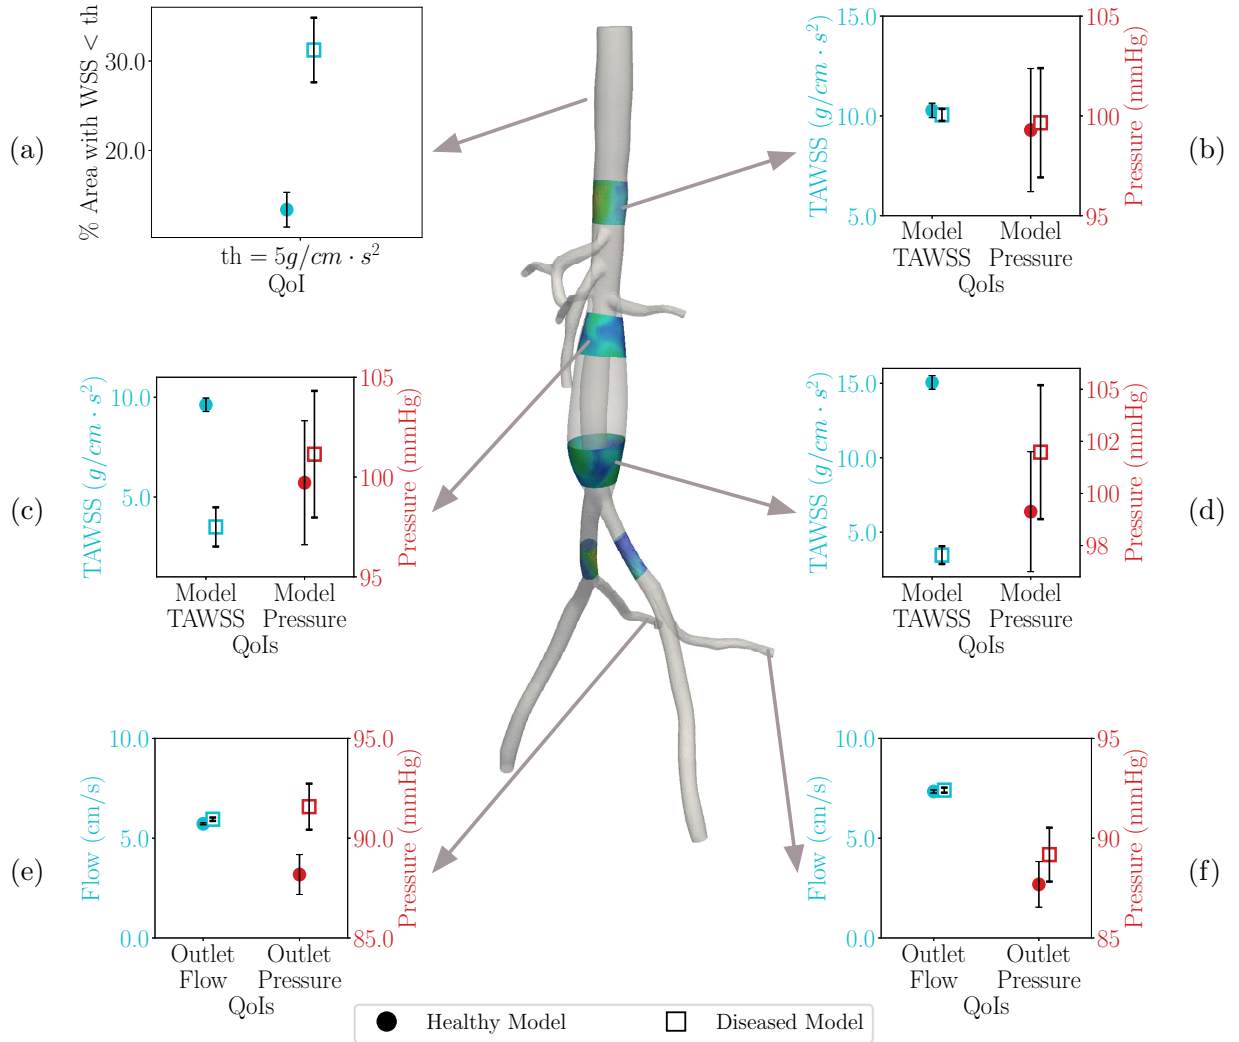 (a)
% Area with WSS < th
30.0
20.0
th = 5g/cm · s²
QoI
(b)
TAWSS (g/cm · s²)
15.0
10.0
5.0
105
100
95
Pressure (mmHg)
Model TAWSS
Model Pressure
QoIs
(c)
TAWSS (g/cm · s²)
10.0
5.0
105
100
95
Pressure (mmHg)
Model TAWSS
Model Pressure
QoIs
(d)
TAWSS (g/cm · s²)
15.0
10.0
5.0
105
102
100
98
Pressure (mmHg)
Model TAWSS
Model Pressure
QoIs
(e)
Flow (cm/s)
10.0
5.0
0.0
95.0
90.0
85.0
Pressure (mmHg)
Outlet Flow
Outlet Pressure
QoIs
(f)
Flow (cm/s)
10.0
5.0
0.0
95
90
85
Pressure (mmHg)
Outlet Flow
Outlet Pressure
QoIs
Healthy Model
Diseased Model